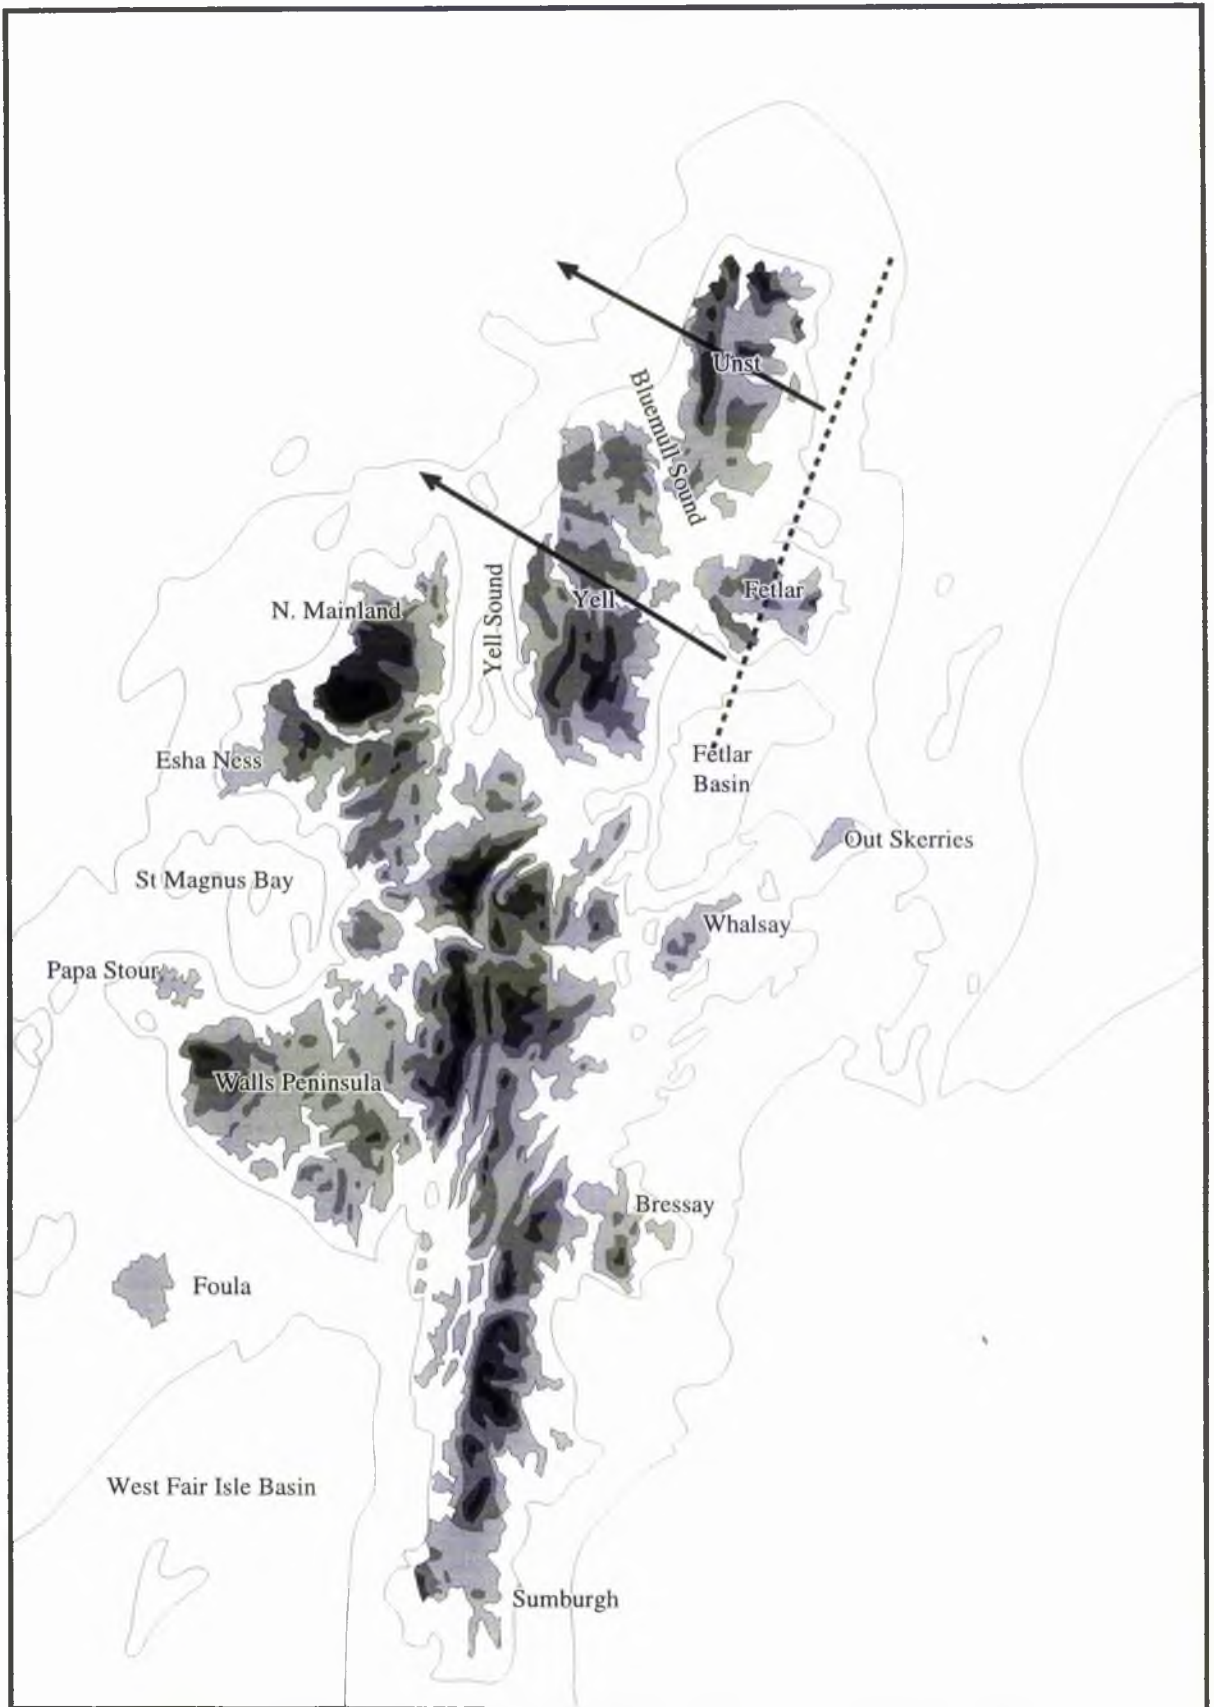 Unst
Bluemull Sound
N. Mainland
Yell Sound
Yell
Fetlar
Esha Ness
Fetlar
Basin
Out Skerries
St Magnus Bay
Whalsay
Papa Stour
Walls Peninsula
Bressay
Foula
West Fair Isle Basin
Sumburgh